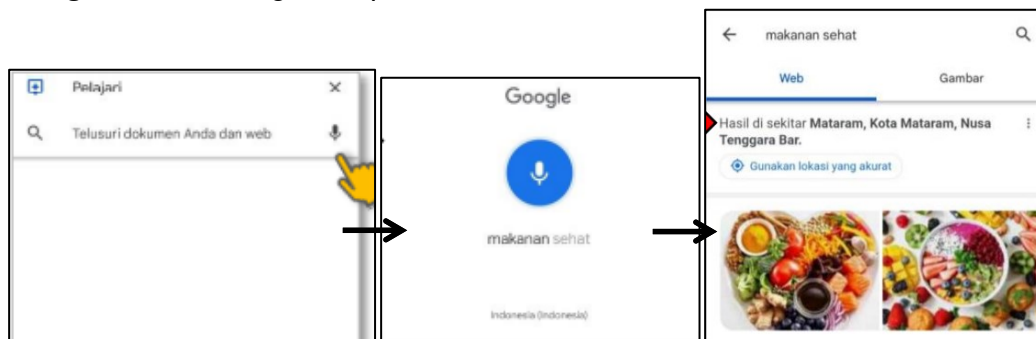 Pelajari
Telusuri dokumen Anda dan web
Google
makanan sehat
Indonesia (Indonesia)
makanan sehat
Web Gambar
Hasil di sekitar Mataram, Kota Mataram, Nusa
Tenggara Bar.
Gunakan lokasi yang akurat